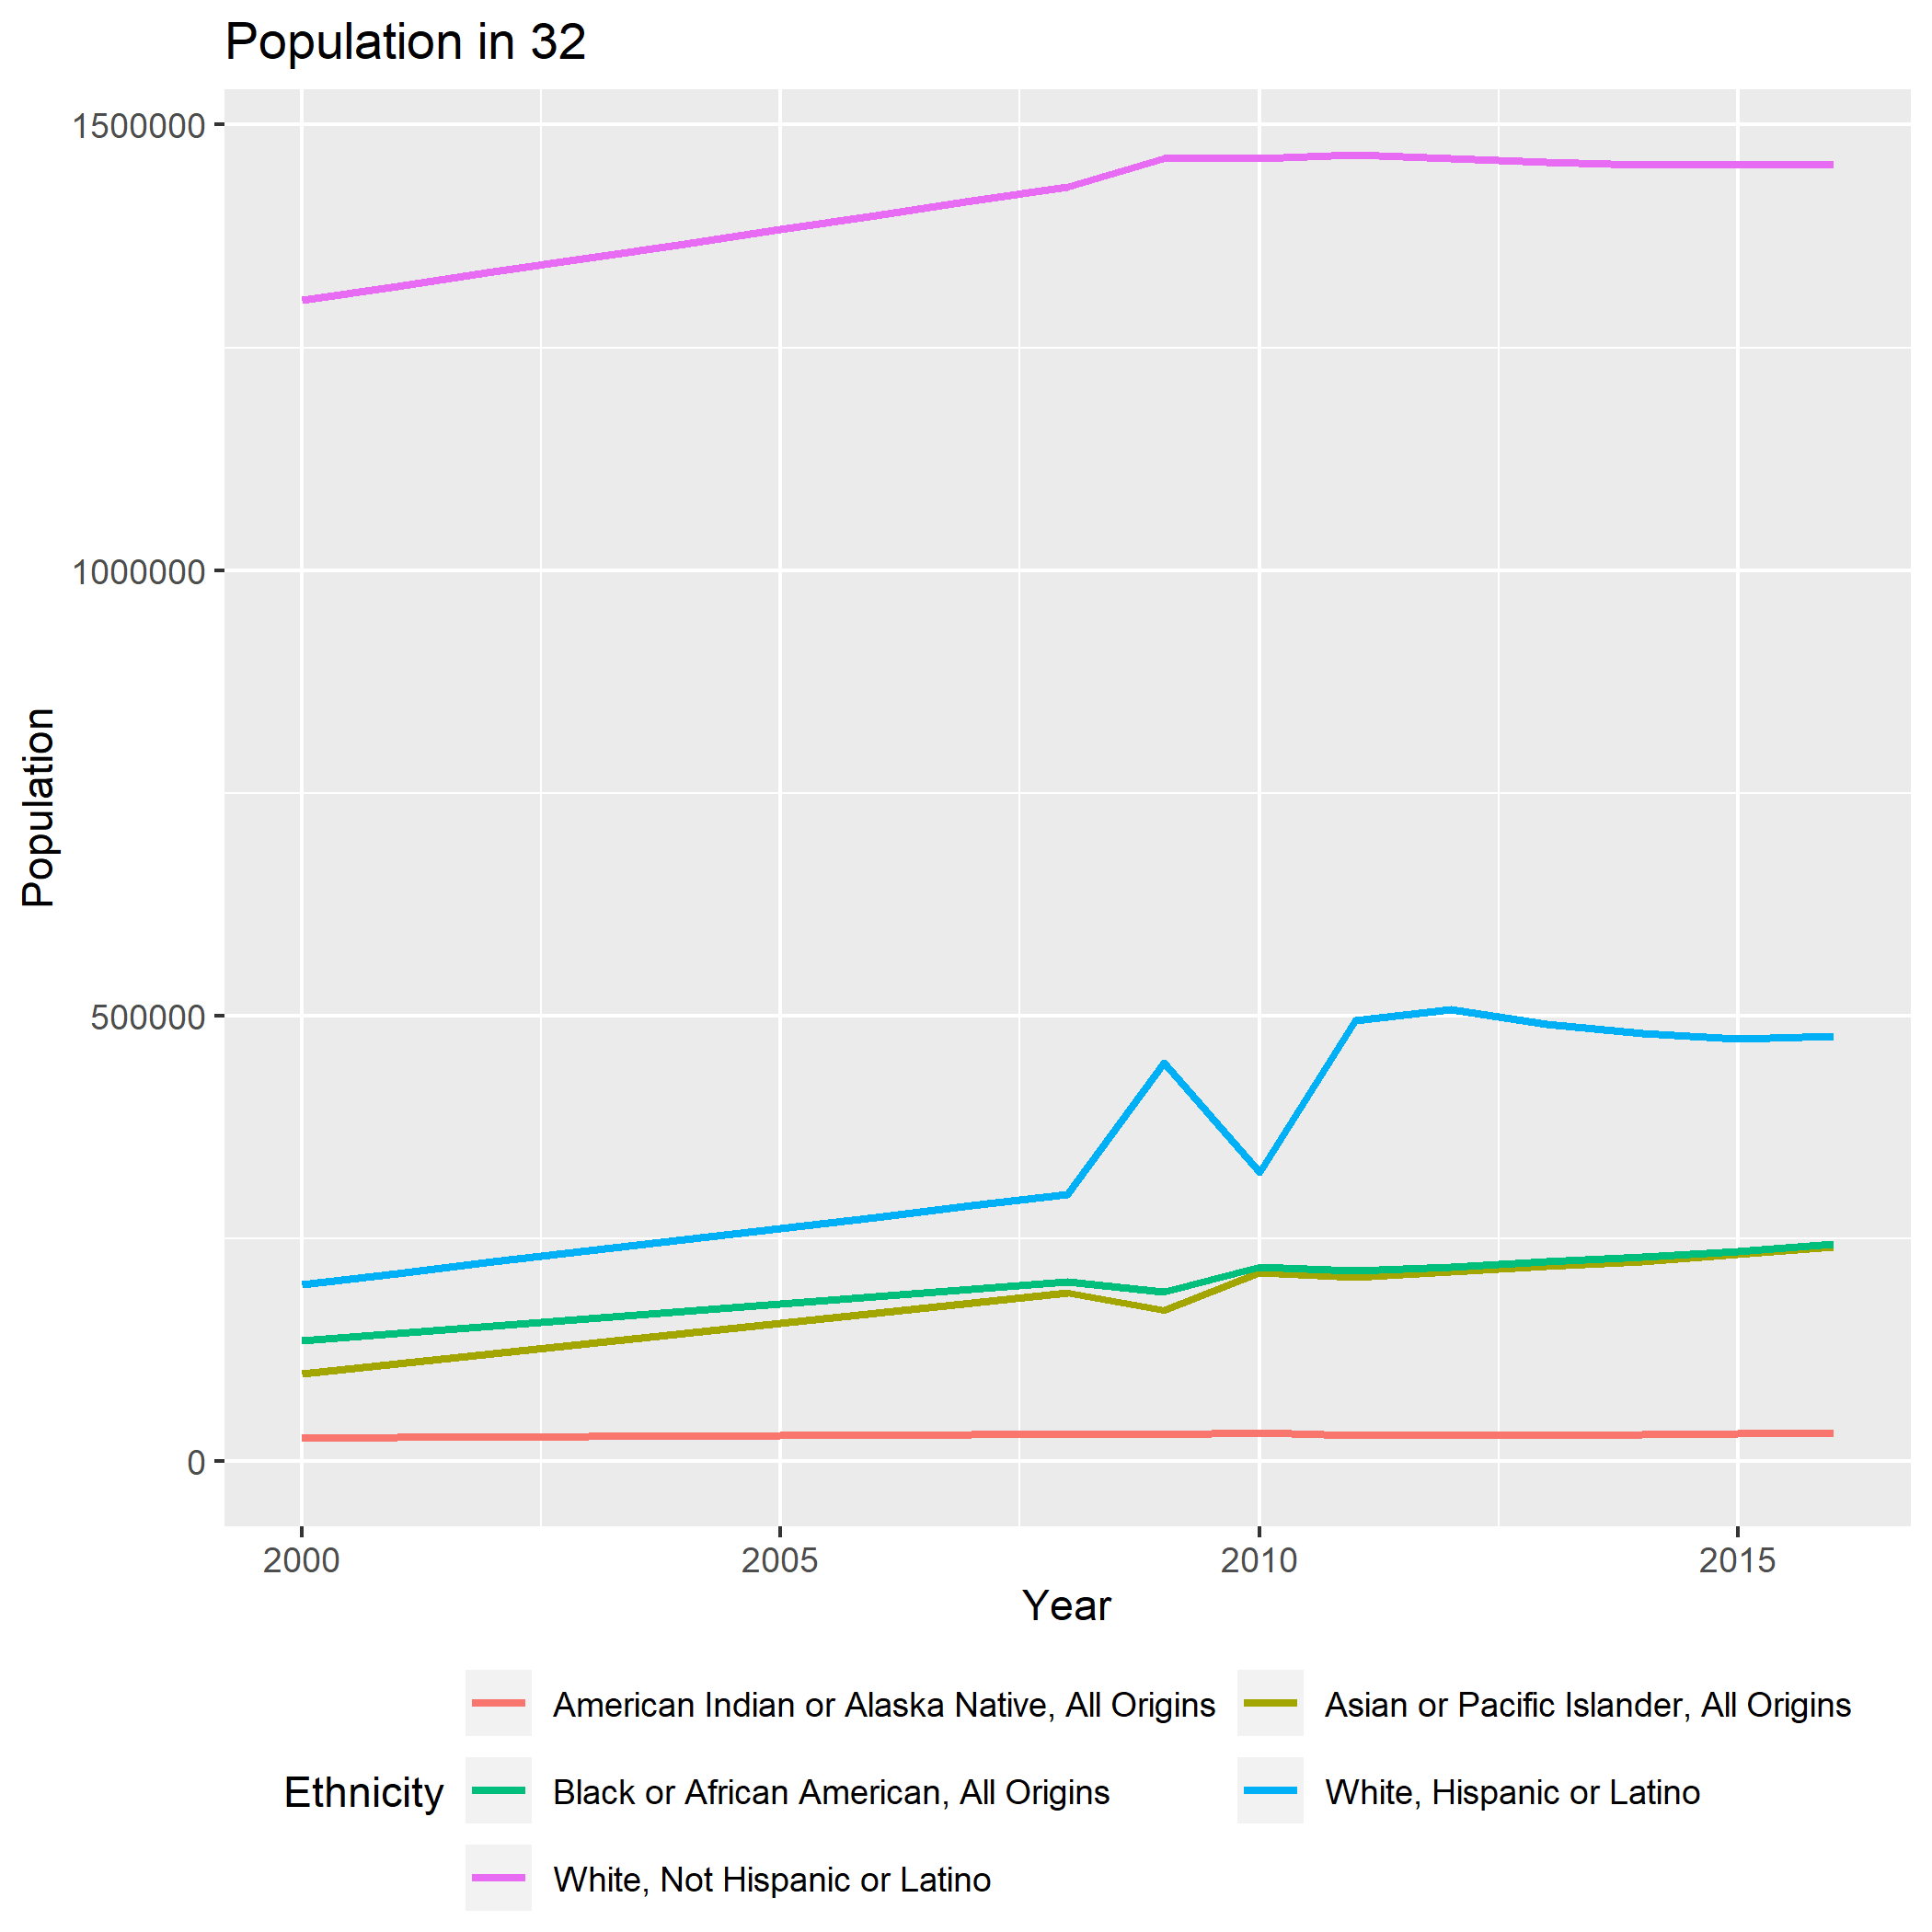 Population in 32
1500000
1000000
500000
0
Population
2000 2005 2010 2015
Year
Ethnicity
American Indian or Alaska Native, All Origins
Asian or Pacific Islander, All Origins
Black or African American, All Origins
White, Hispanic or Latino
White, Not Hispanic or Latino